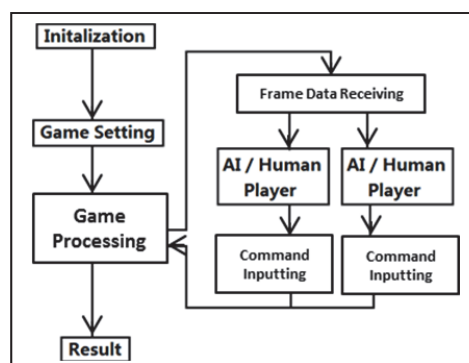 Initalization
Game Setting
Game
Processing
Result
Frame Data Receiving
AI / Human
Player
AI / Human
Player
Command
Inputting
Command
Inputting